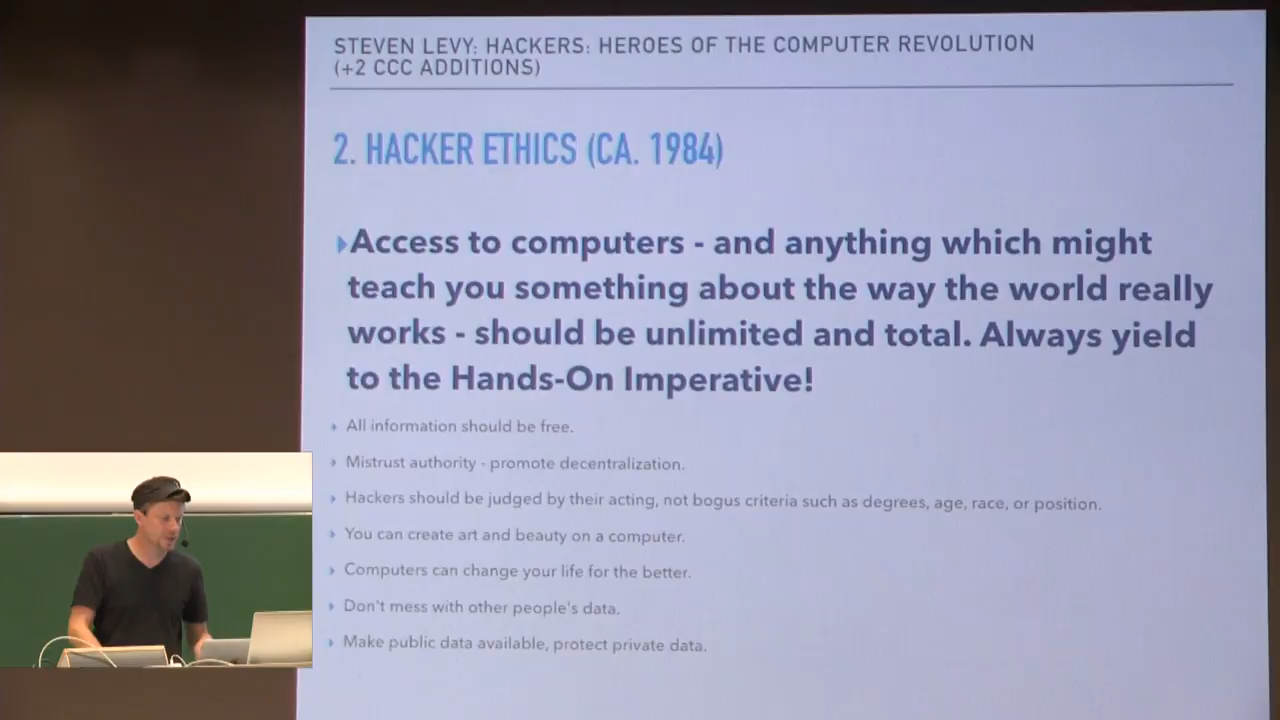 STEVEN LEVY: HACKERS: HEROES OF THE COMPUTER REVOLUTION
(+2 CCC ADDITIONS)
2. HACKER ETHICS (CA. 1984)
Access to computers - and anything which might
teach you something about the way the world really
works - should be unlimited and total. Always yield
to the Hands-On Imperative!
All information should be free.
Mistrust authority - promote decentralization.
Hackers should be judged by their acting, not bogus criteria such as degrees, age, race, or position.
You can create art and beauty on a computer.
Computers can change your life for the better.
Don't mess with other people's data.
Make public data available, protect private data.